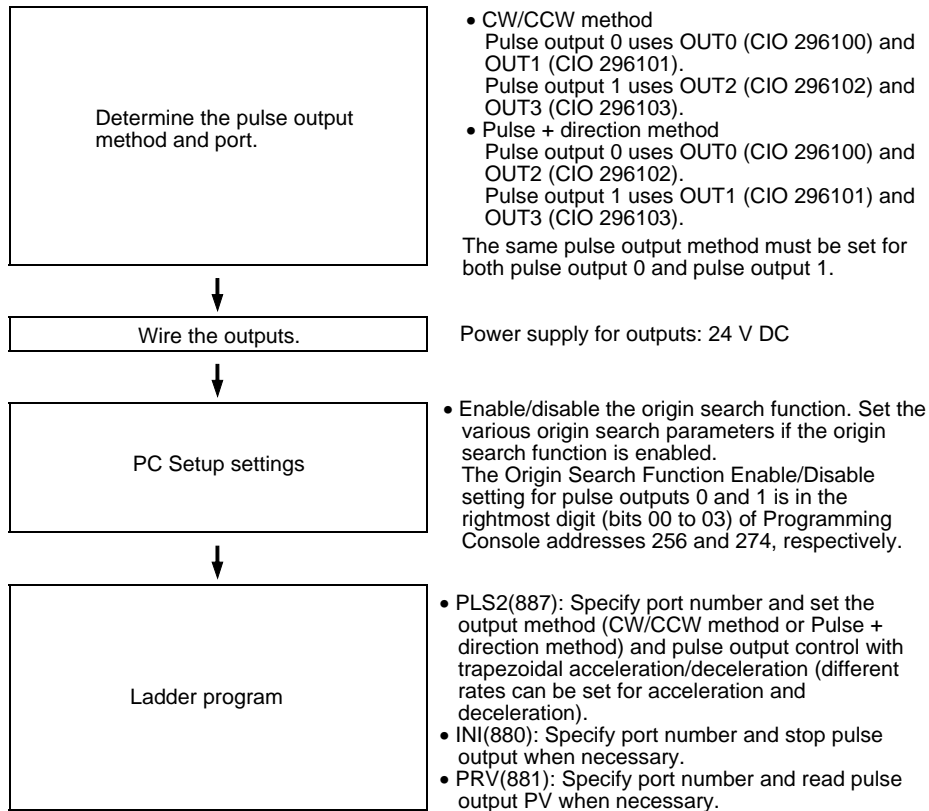 Determine the pulse output
method and port.
• CW/CCW method
Pulse output 0 uses OUT0 (CIO 296100) and
OUT1 (CIO 296101).
Pulse output 1 uses OUT2 (CIO 296102) and
OUT3 (CIO 296103).
• Pulse + direction method
Pulse output 0 uses OUT0 (CIO 296100) and
OUT2 (CIO 296102).
Pulse output 1 uses OUT1 (CIO 296101) and
OUT3 (CIO 296103).
The same pulse output method must be set for
both pulse output 0 and pulse output 1.
Wire the outputs.
Power supply for outputs: 24 V DC
PC Setup settings
• Enable/disable the origin search function. Set the
various origin search parameters if the origin
search function is enabled.
The Origin Search Function Enable/Disable
setting for pulse outputs 0 and 1 is in the
rightmost digit (bits 00 to 03) of Programming
Console addresses 256 and 274, respectively.
Ladder program
• PLS2(887): Specify port number and set the
output method (CW/CCW method or Pulse +
direction method) and pulse output control with
trapezoidal acceleration/deceleration (different
rates can be set for acceleration and
deceleration).
• INI(880): Specify port number and stop pulse
output when necessary.
• PRV(881): Specify port number and read pulse
output PV when necessary.